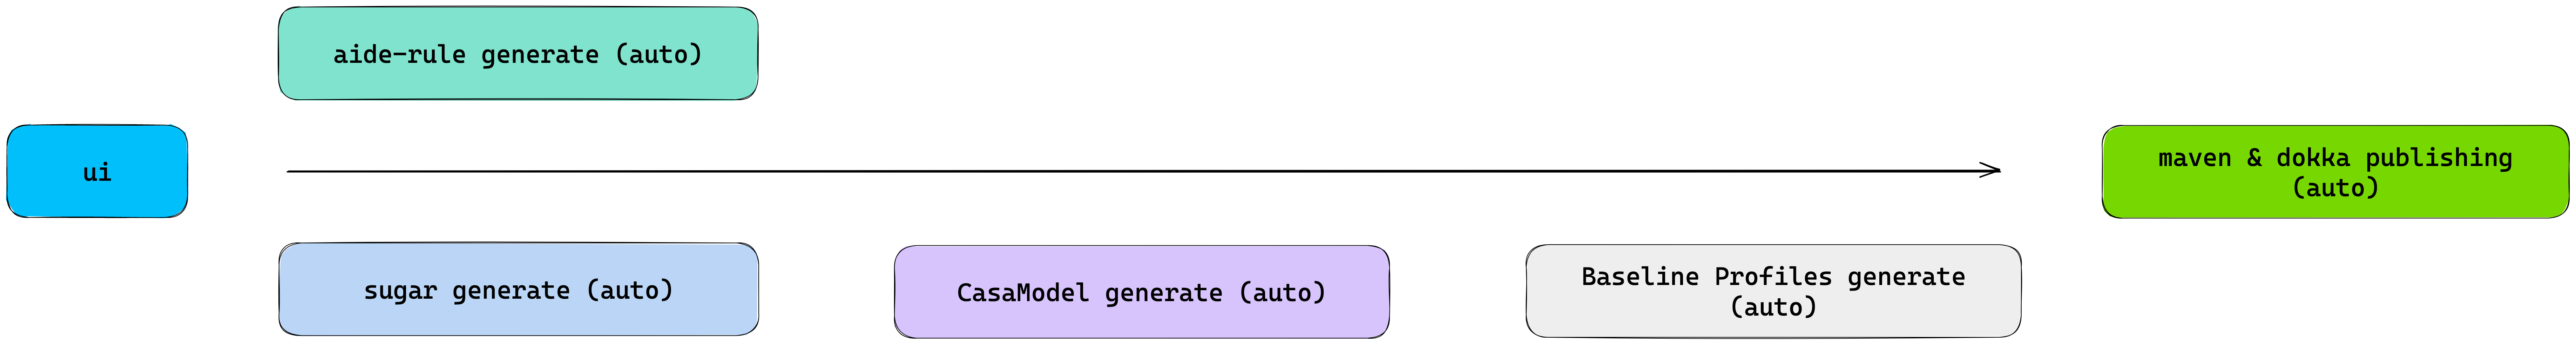 aide-rule generate (auto)
ui
maven & dokka publishing
(auto)
sugar generate (auto)
CasaModel generate (auto)
Baseline Profiles generate
(auto)